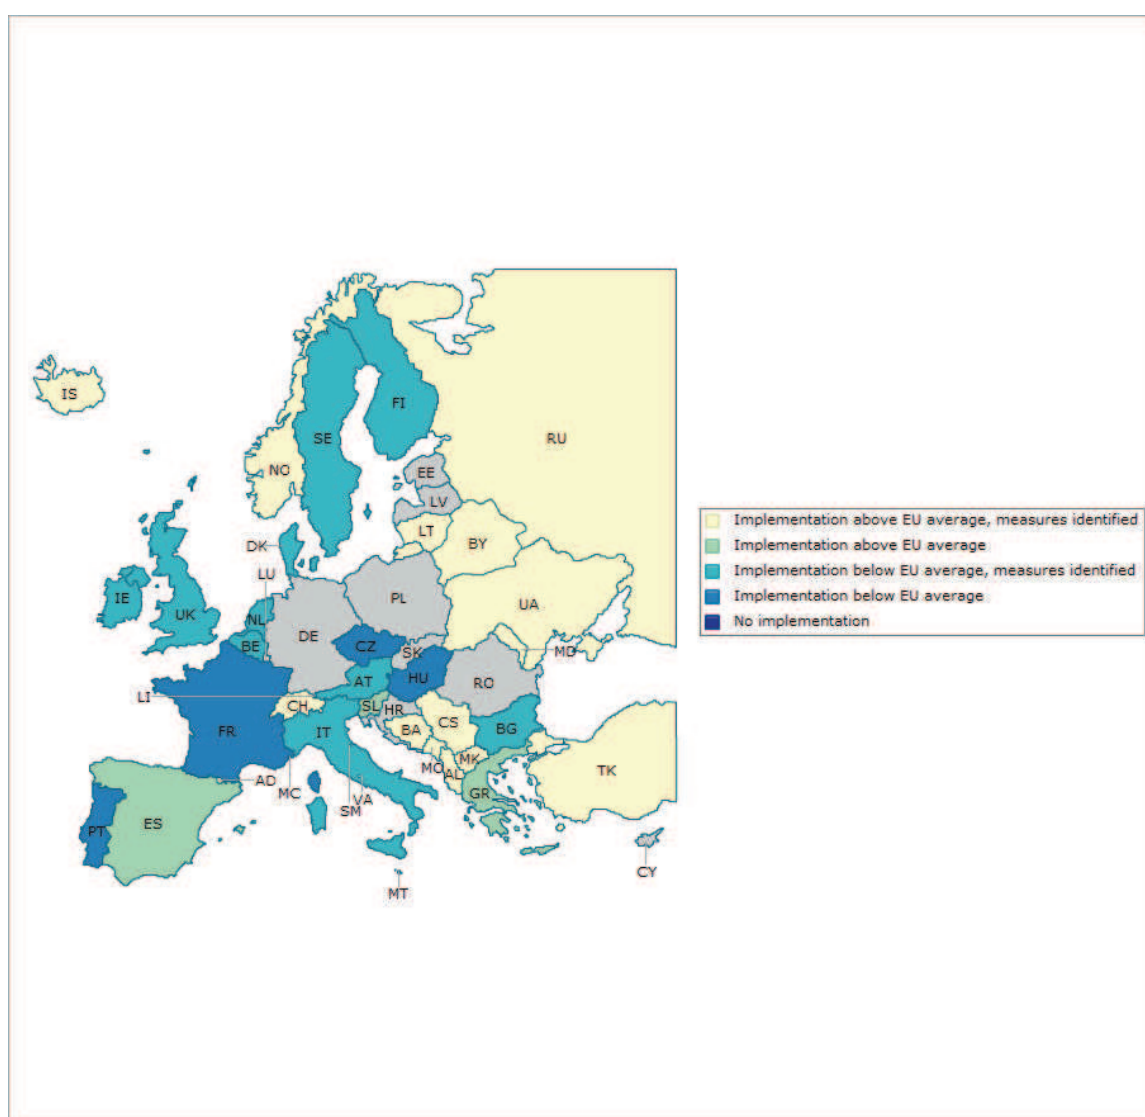 IS
FI
SE
RU
NO
EE
LV
LT
BY
DK
LU
IE
UK
NL
BE
DE
PL
UA
CZ
SK
MD
AT
HU
RO
LI
CH
SL
HR
FR
IT
BA
CS
BG
MO
MK
AL
TK
AD
MC
SM
VA
GR
PT
ES
CY
MT
Implementation above EU average, measures identified
Implementation above EU average
Implementation below EU average, measures identified
Implementation below EU average
No implementation